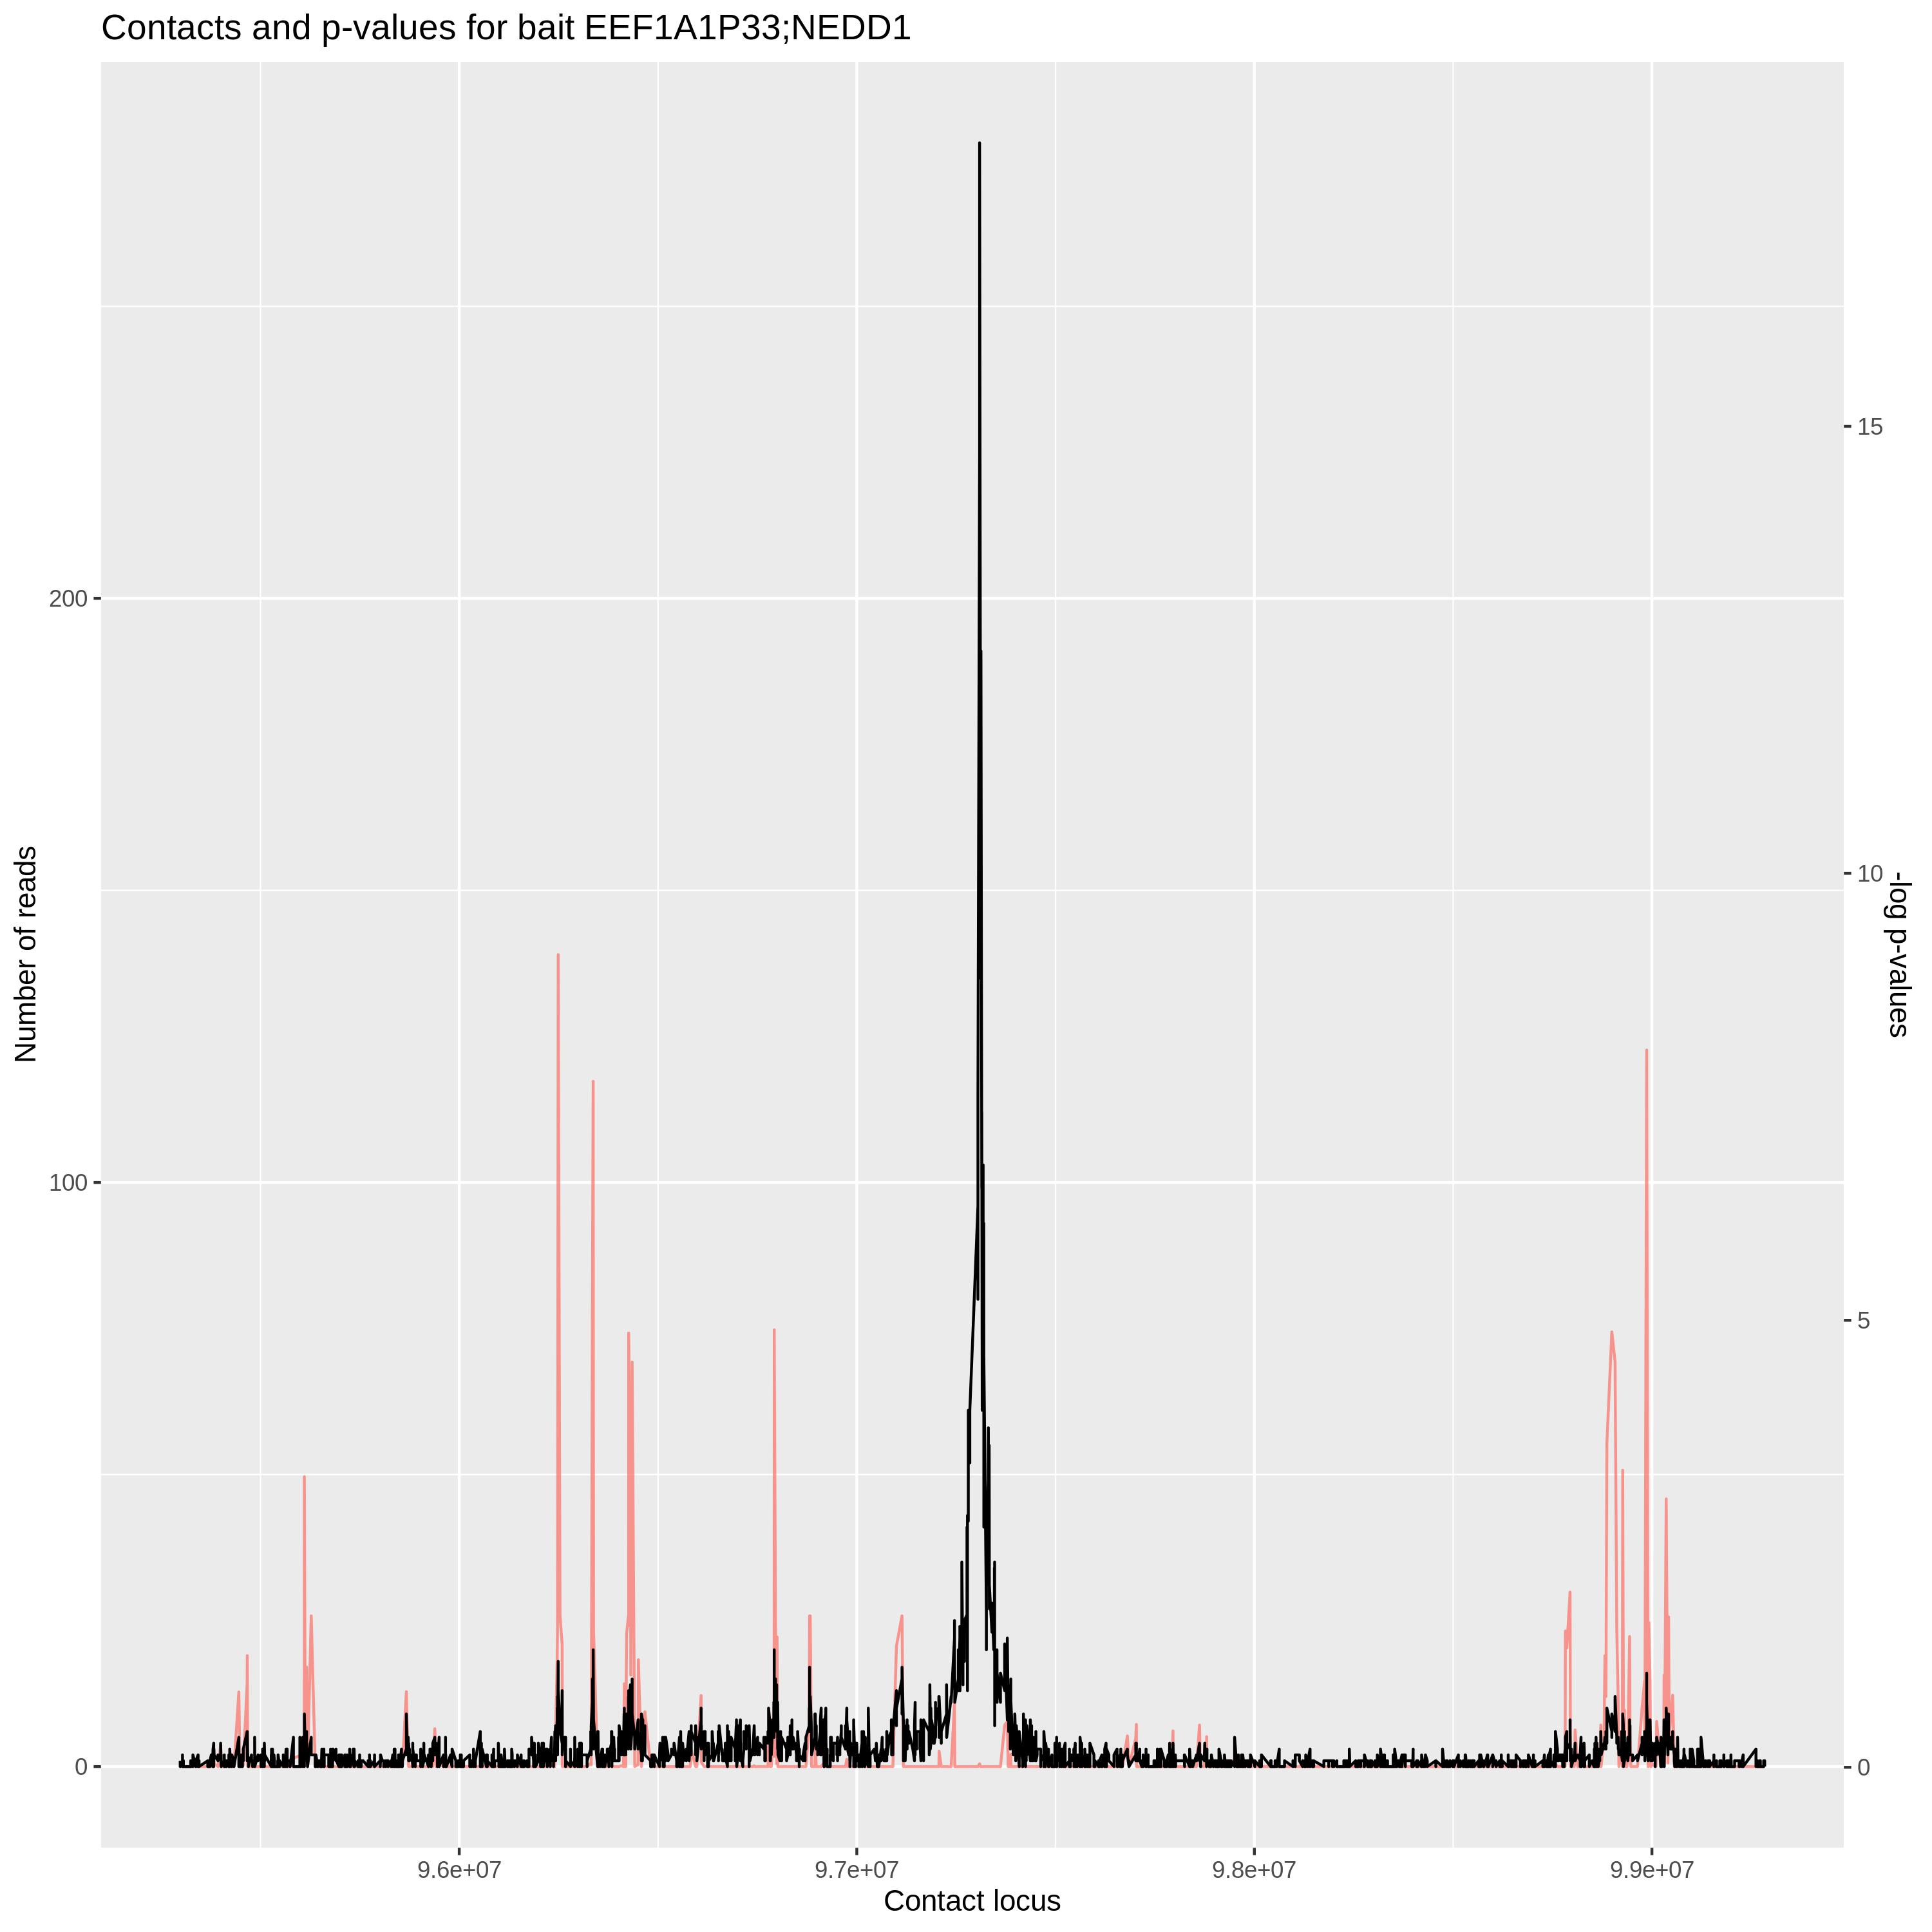 Contacts and p-values for bait EEF1A1P33;NEDD1
Number of reads
200
100
0
15
10
5
0
-log p-values
9.6e+07 9.7e+07 9.8e+07 9.9e+07
Contact locus